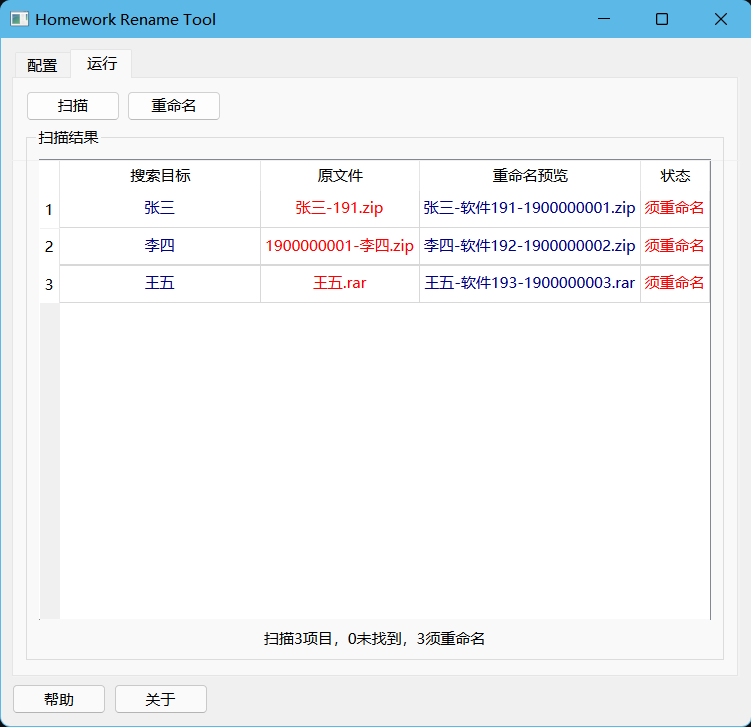 Homework Rename Tool
配置 运行
扫描 重命名
扫描结果
搜索目标 原文件 重命名预览 状态
1 张三 张三-191.zip 张三-软件191-1900000001.zip 须重命名
2 李四 1900000001-李四.zip 李四-软件192-1900000002.zip 须重命名
3 王五 王五.rar 王五-软件193-1900000003.rar 须重命名
扫描3项目，0未找到，3须重命名
帮助 关于